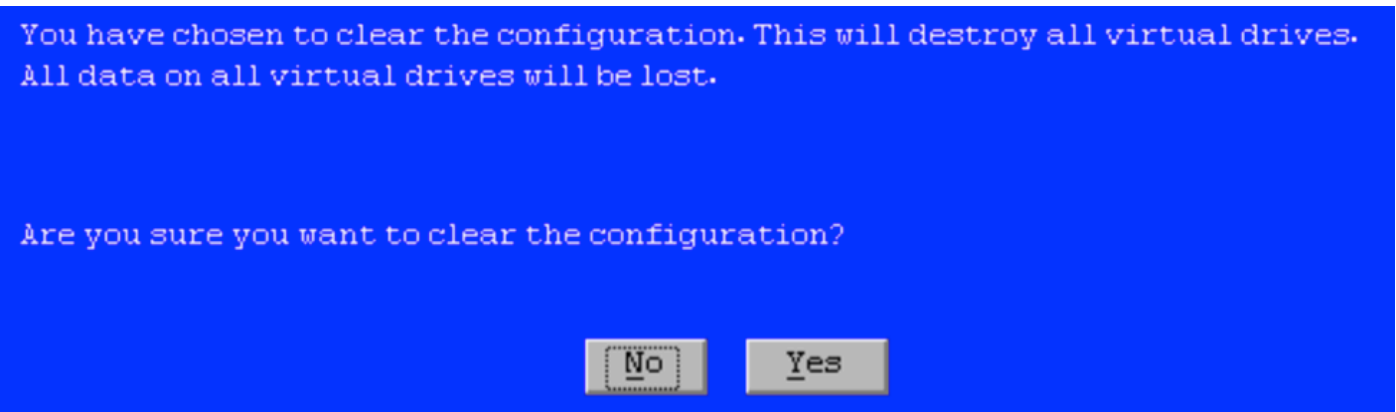 You have chosen to clear the configuration. This will destroy all virtual drives.
All data on all virtual drives will be lost.
Are you sure you want to clear the configuration?
No Yes